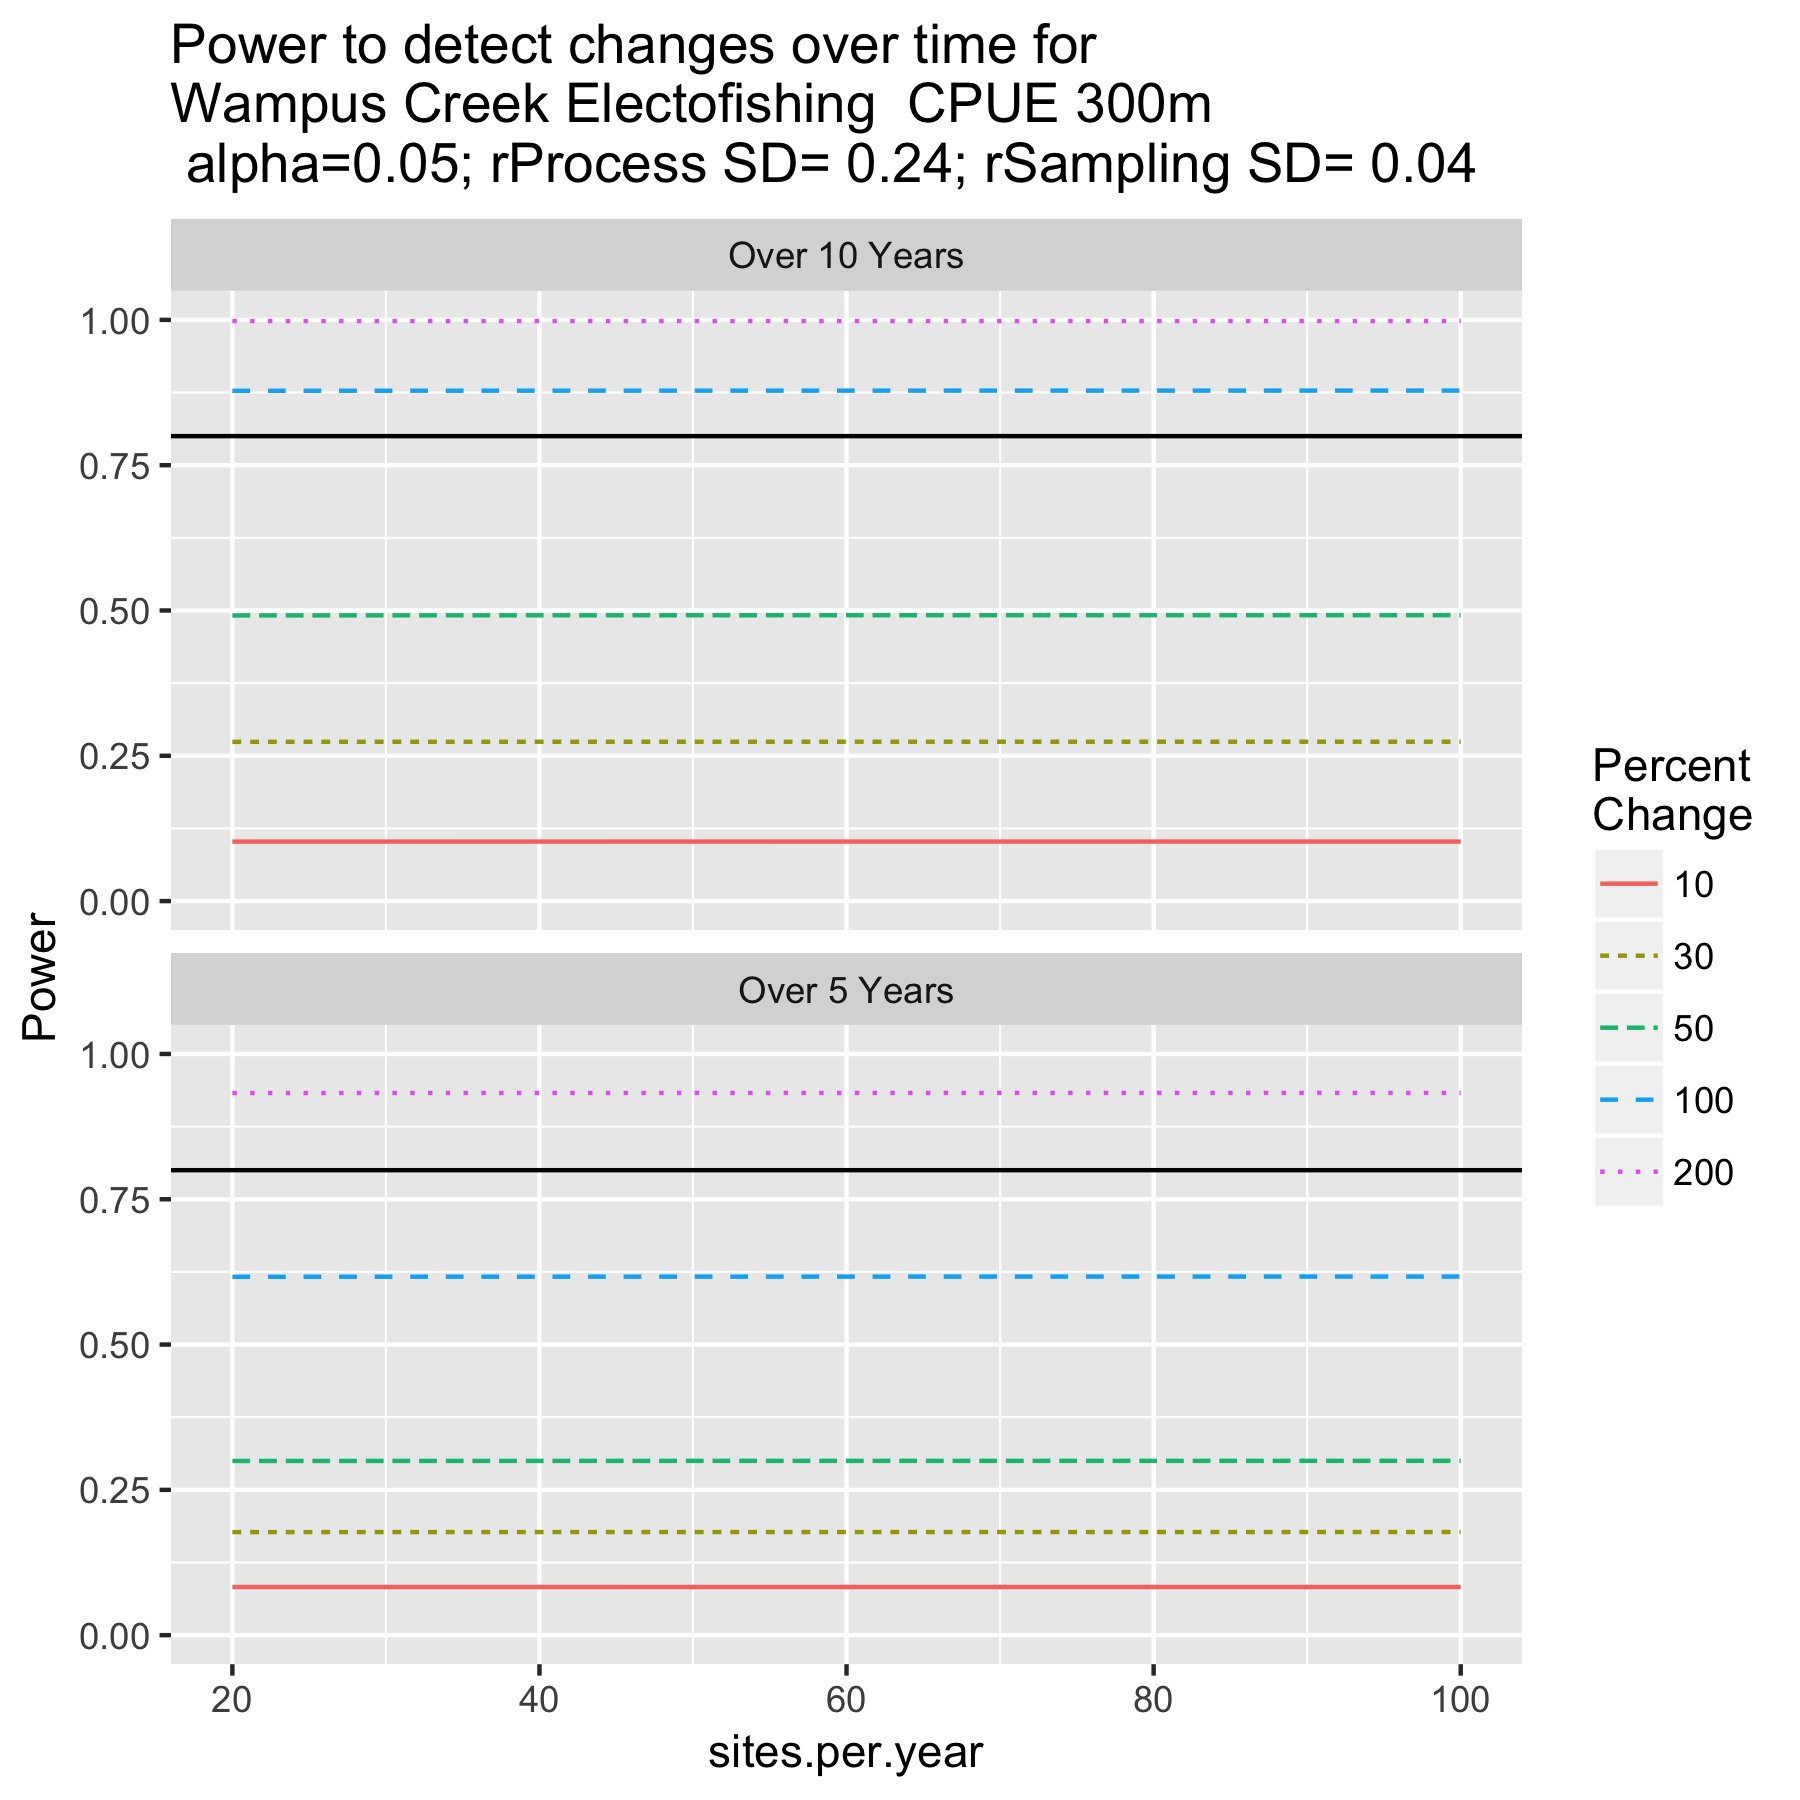 Power to detect changes over time for
Wampus Creek Electofishing  CPUE 300m
alpha=0.05; rProcess SD= 0.24; rSampling SD= 0.04
Over 10 Years
1.00
0.75
0.50
0.25
0.00
Power
Over 5 Years
1.00
0.75
0.50
0.25
0.00
20 40 60 80 100
sites.per.year
Percent
Change
10
30
50
100
200